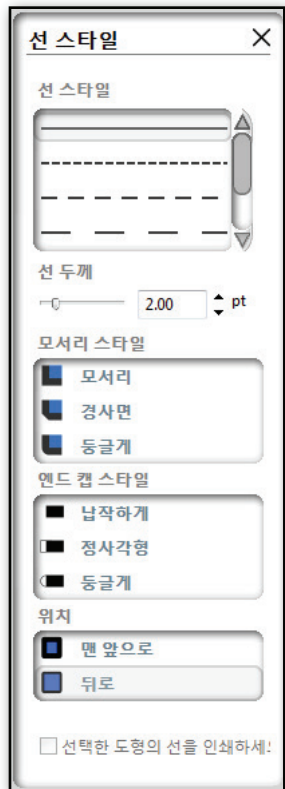 선 스타일
선 스타일
선 두께
2.00 pt
모서리 스타일
모서리
경사면
둥글게
엔드 캡 스타일
납작하게
정사각형
둥글게
위치
맨 앞으로
뒤로
선택한 도형의 선을 인쇄하세